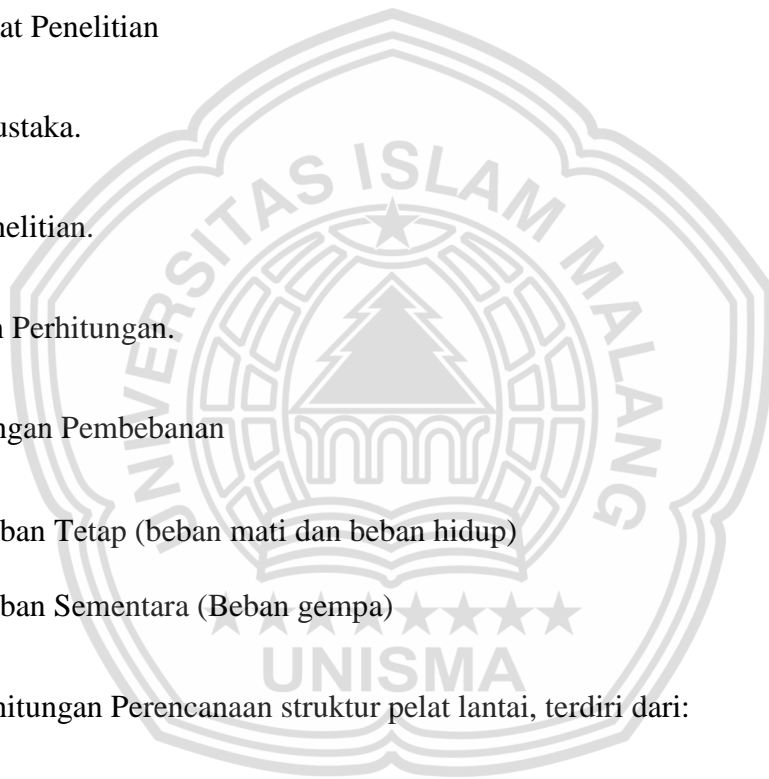 at Penelitian
ustaka.
UNIVERSITAS ISLAM MALANG
nelitian.
n Perhitungan.
ngan Pembebanan
ban Tetap (beban mati dan beban hidup)
ban Sementara (Beban gempa)
UNISMA
hitungan Perencanaan struktur pelat lantai, terdiri dari: